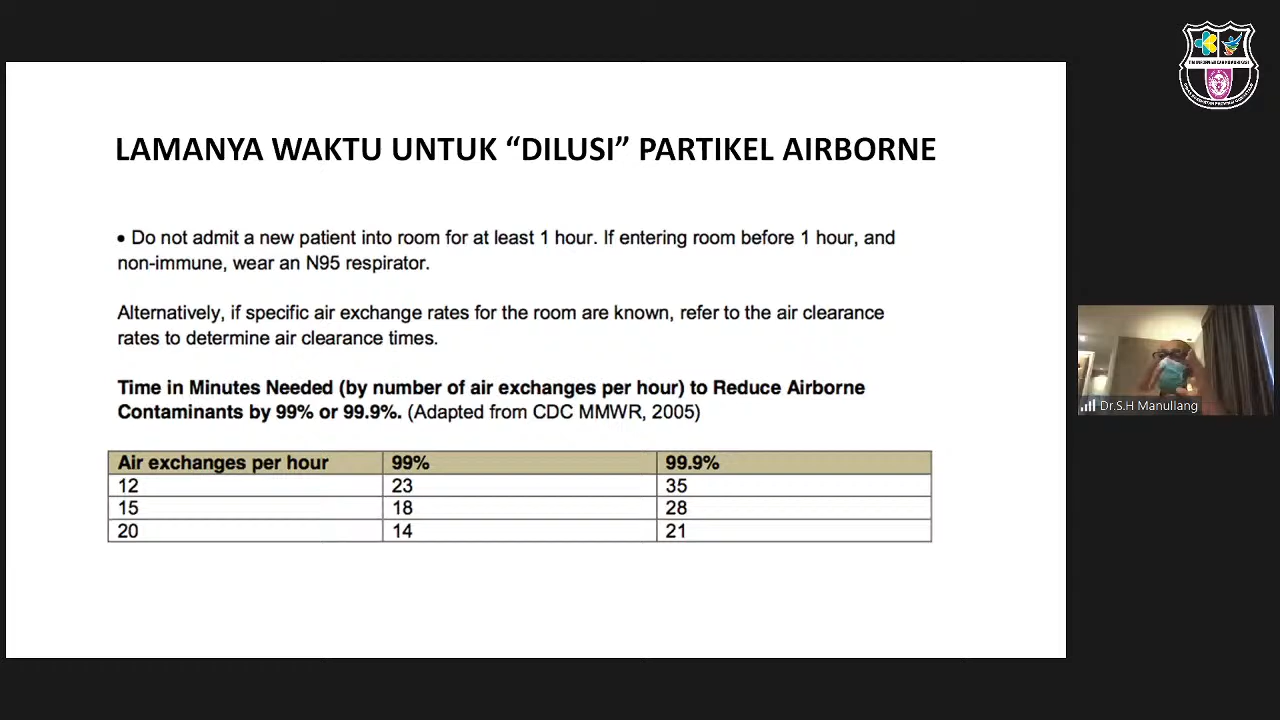 LAMANYA WAKTU UNTUK “DILUSI” PARTIKEL AIRBORNE
• Do not admit a new patient into room for at least 1 hour. If entering room before 1 hour, and
non-immune, wear an N95 respirator.
Alternatively, if specific air exchange rates for the room are known, refer to the air clearance
rates to determine air clearance times.
Time in Minutes Needed (by number of air exchanges per hour) to Reduce Airborne
Contaminants by 99% or 99.9%. (Adapted from CDC MMWR, 2005)
Air exchanges per hour 99% 99.9%
12 23 35
15 18 28
20 14 21
Dr.S.H Manullang